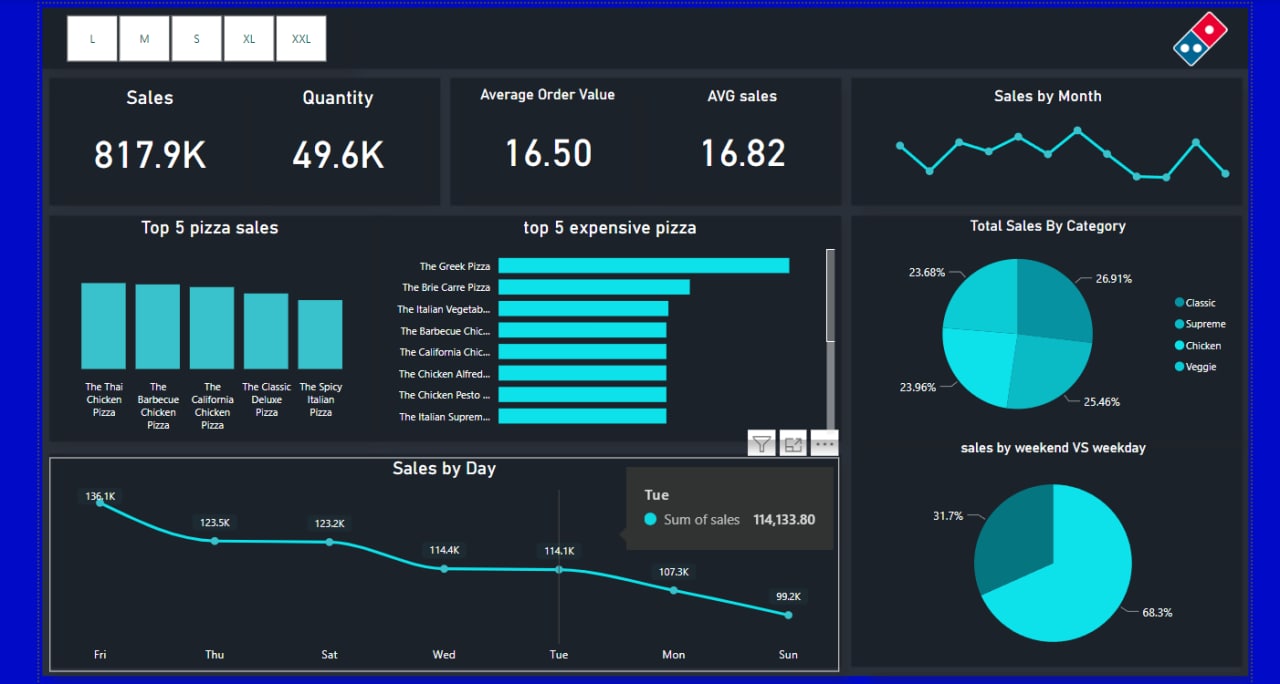 L M S XL XXL
Sales
817.9K
Quantity
49.6K
Average Order Value
16.50
AVG sales
16.82
Sales by Month
Top 5 pizza sales
The Thai
Chicken
Pizza
The
Barbecue
Chicken
Pizza
The
California
Chicken
Pizza
The Classic
Deluxe
Pizza
The Spicy
Italian
Pizza
top 5 expensive pizza
The Greek Pizza
The Brie Carre Pizza
The Italian Vegetab...
The Barbecue Chic...
The California Chic...
The Chicken Alfred...
The Chicken Pesto ...
The Italian Suprem...
Total Sales By Category
23.68%
26.91%
23.96%
25.46%
Classic
Supreme
Chicken
Veggie
Sales by Day
136.1K
123.5K
123.2K
114.4K
114.1K
107.3K
99.2K
Tue
Sum of sales 114,133.80
Fri Thu Sat Wed Tue Mon Sun
sales by weekend VS weekday
31.7%
68.3%